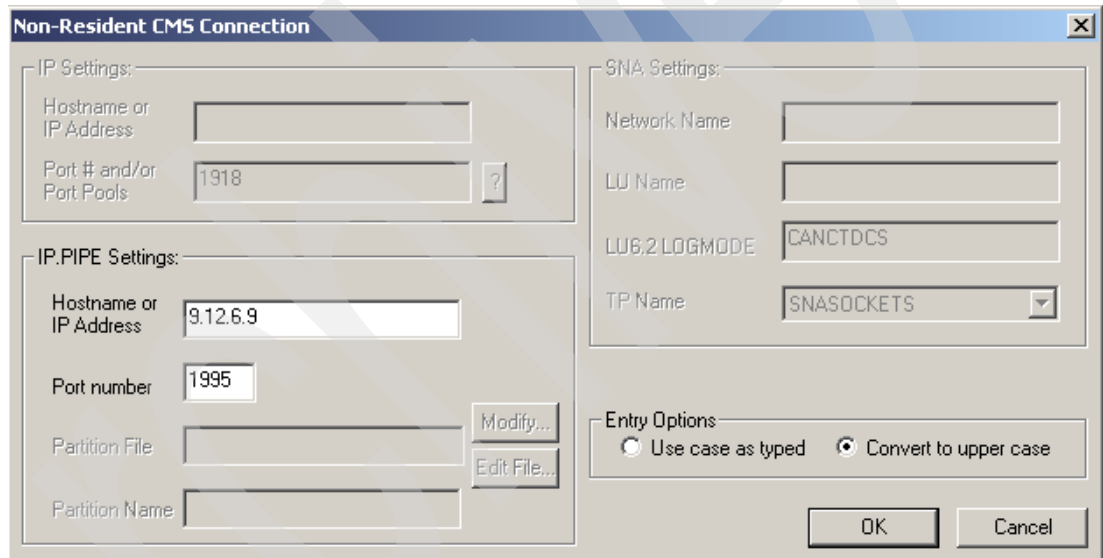 Non-Resident CMS Connection
IP Settings:
Hostname or
IP Address
Port # and/or
Port Pools
1918
?
IP.PIPE Settings:
Hostname or
IP Address
9.12.6.9
Port number
1995
Partition File
Modify...
Edit File...
Partition Name
SNA Settings:
Network Name
LU Name
LU6.2 LOGMODE
CANCTDCS
TP Name
SNASOCKETS
Entry Options
Use case as typed
Convert to upper case
OK
Cancel